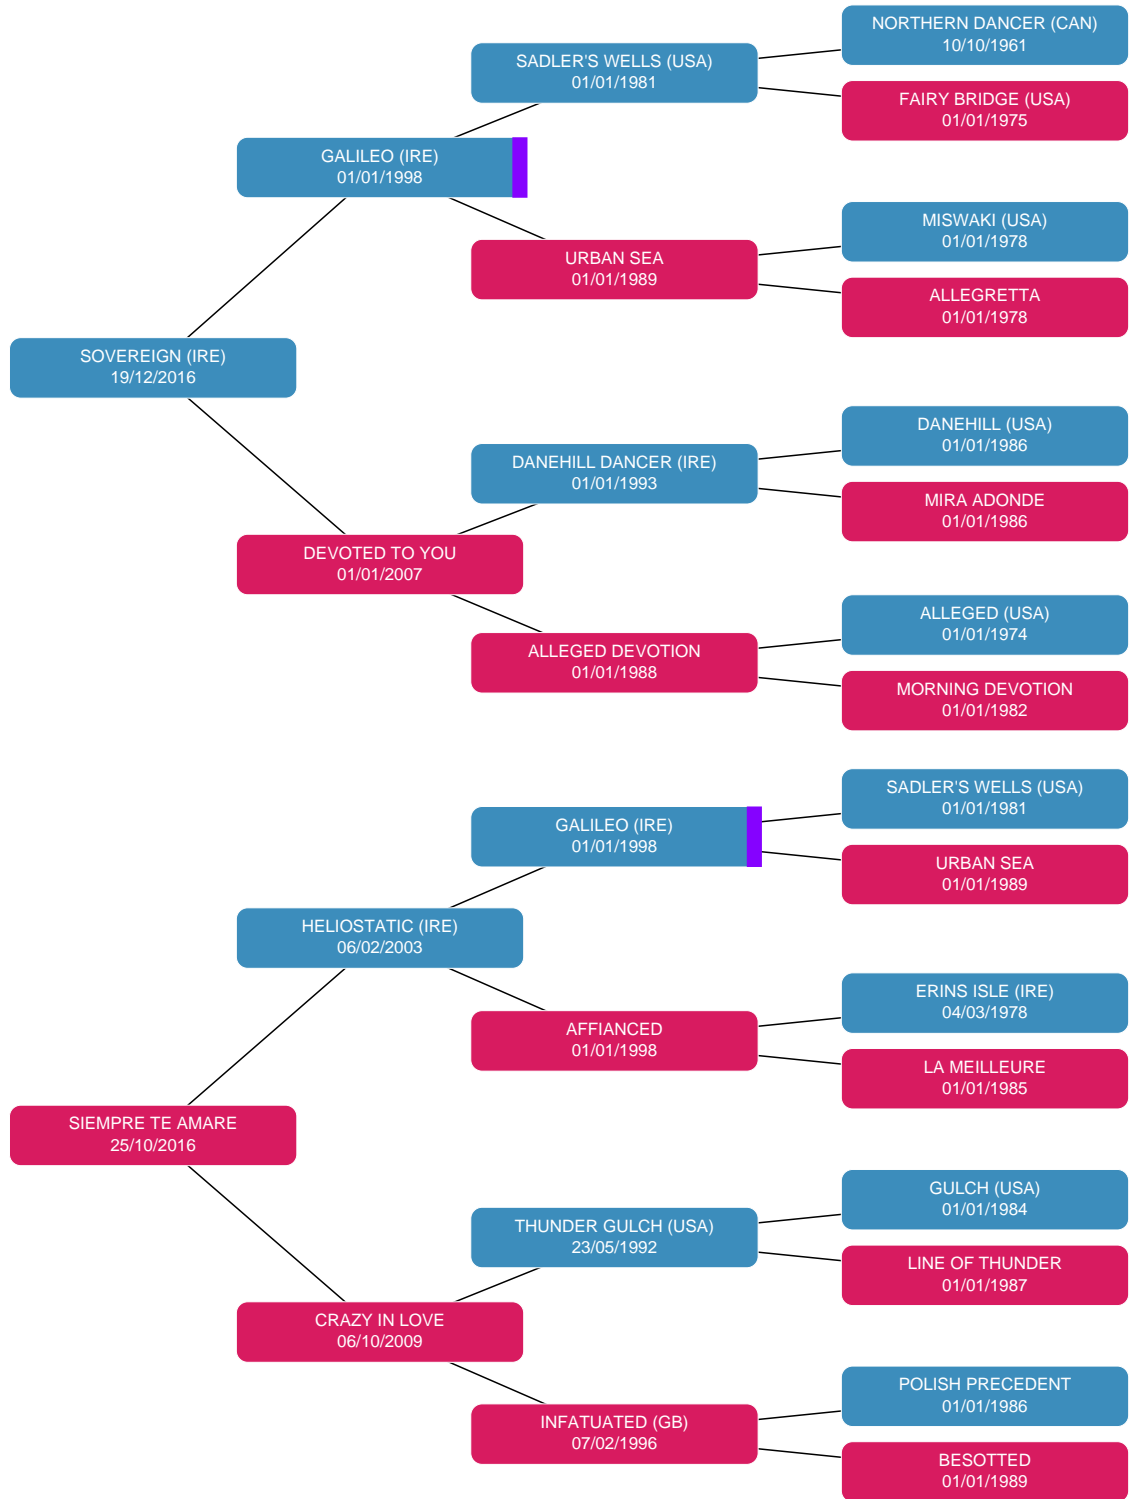 NORTHERN DANCER (CAN)
10/10/1961
SADLER'S WELLS (USA)
01/01/1981
FAIRY BRIDGE (USA)
01/01/1975
GALILEO (IRE)
01/01/1998
MISWAKI (USA)
01/01/1978
URBAN SEA
01/01/1989
ALLEGRETTA
01/01/1978
SOVEREIGN (IRE)
19/12/2016
DANEHILL (USA)
01/01/1986
DANEHILL DANCER (IRE)
01/01/1993
MIRA ADONDE
01/01/1986
DEVOTED TO YOU
01/01/2007
ALLEGED (USA)
01/01/1974
ALLEGED DEVOTION
01/01/1988
MORNING DEVOTION
01/01/1982
SADLER'S WELLS (USA)
01/01/1981
GALILEO (IRE)
01/01/1998
URBAN SEA
01/01/1989
HELIOSTATIC (IRE)
06/02/2003
ERINS ISLE (IRE)
04/03/1978
AFFIANCED
01/01/1998
LA MEILLEURE
01/01/1985
SIEMPRE TE AMARE
25/10/2016
GULCH (USA)
01/01/1984
THUNDER GULCH (USA)
23/05/1992
LINE OF THUNDER
01/01/1987
CRAZY IN LOVE
06/10/2009
POLISH PRECEDENT
01/01/1986
INFATUATED (GB)
07/02/1996
BESOTTED
01/01/1989